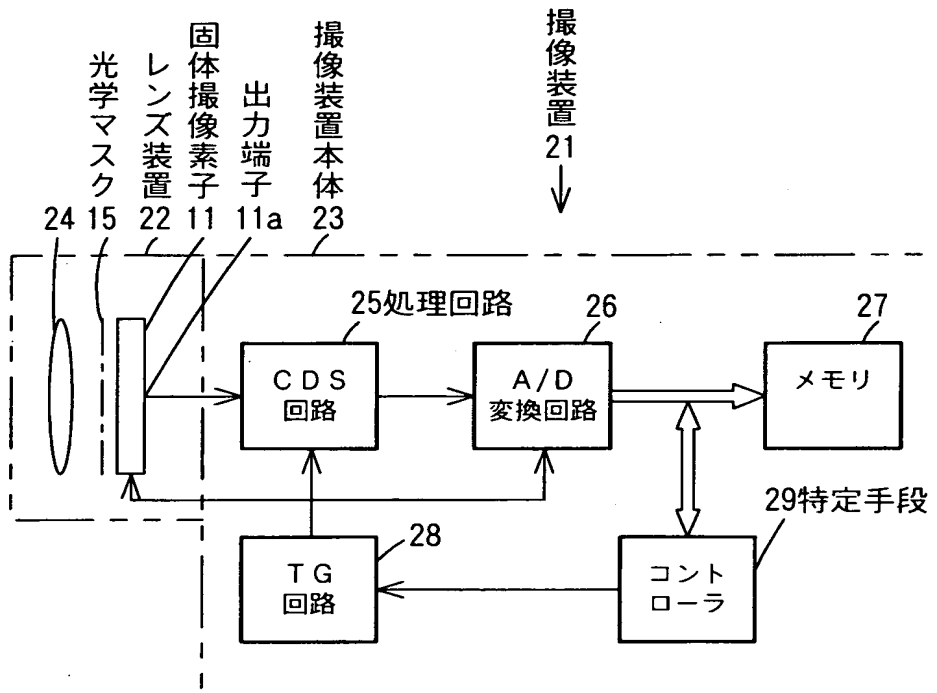 光学マスク
15
レンズ装置
22
固体撮像素子
11
出力端子
11a
撮像装置本体
23
撮像装置
21
24
25処理回路
CDS
回路
26
A/D
変換回路
27
メモリ
28
TG
回路
29特定手段
コント
ローラ